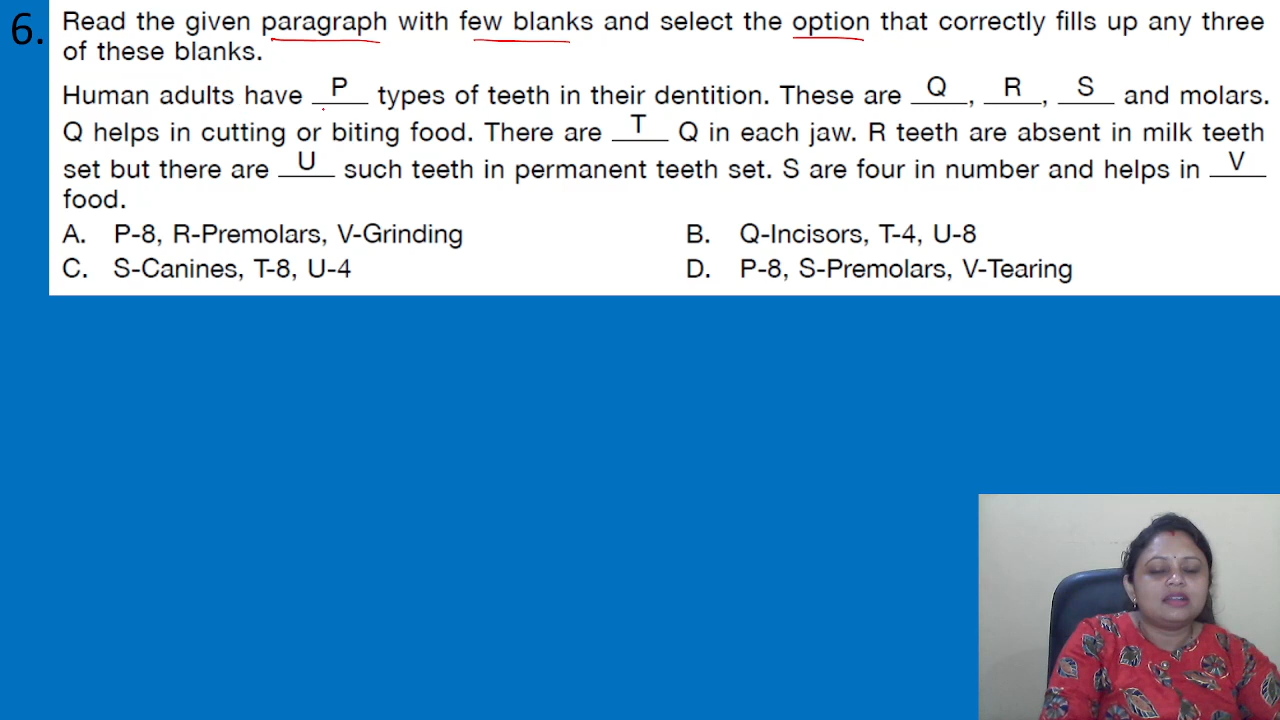 6. Read the given paragraph with few blanks and select the option that correctly fills up any three
of these blanks.
Human adults have P types of teeth in their dentition. These are Q, R, S and molars.
Q helps in cutting or biting food. There are T Q in each jaw. R teeth are absent in milk teeth
set but there are U such teeth in permanent teeth set. S are four in number and helps in V
food.
A. P-8, R-Premolars, V-Grinding B. Q-Incisors, T-4, U-8
C. S-Canines, T-8, U-4 D. P-8, S-Premolars, V-Tearing